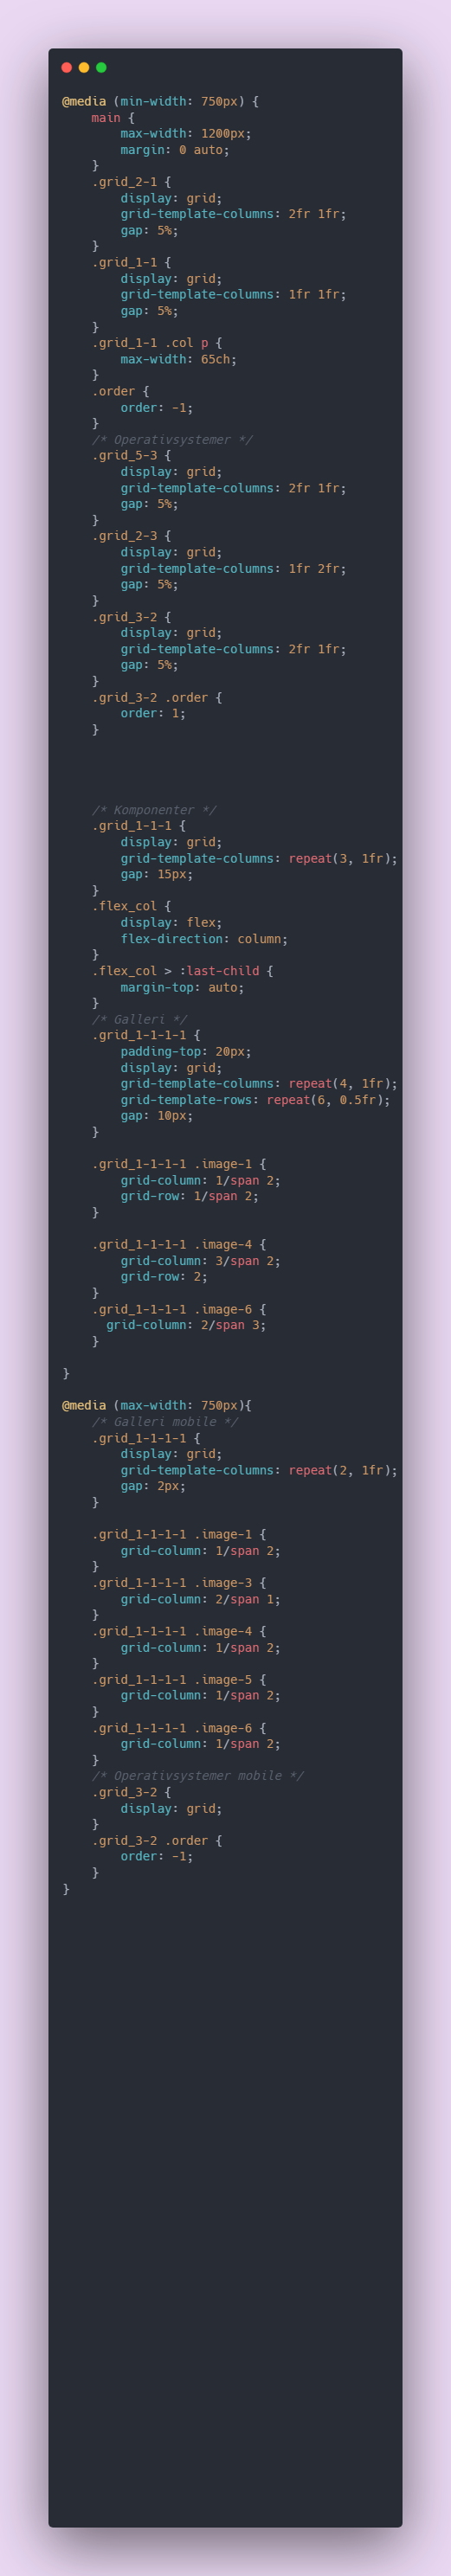 @media (min-width: 750px) {
    main {
        max-width: 1200px;
        margin: 0 auto;
    }
    .grid_2-1 {
        display: grid;
        grid-template-columns: 2fr 1fr;
        gap: 5%;
    }
    .grid_1-1 {
        display: grid;
        grid-template-columns: 1fr 1fr;
        gap: 5%;
    }
    .grid_1-1 .col p {
        max-width: 65ch;
    }
    .order {
        order: -1;
    }
    /* Operativsystemer */
    .grid_5-3 {
        display: grid;
        grid-template-columns: 2fr 1fr;
        gap: 5%;
    }
    .grid_2-3 {
        display: grid;
        grid-template-columns: 1fr 2fr;
        gap: 5%;
    }
    .grid_3-2 {
        display: grid;
        grid-template-columns: 2fr 1fr;
        gap: 5%;
    }
    .grid_3-2 .order {
        order: 1;
    }
    /* Komponenter */
    .grid_1-1-1 {
        display: grid;
        grid-template-columns: repeat(3, 1fr);
        gap: 15px;
    }
    .flex_col {
        display: flex;
        flex-direction: column;
    }
    .flex_col > :last-child {
        margin-top: auto;
    }
    /* Galleri */
    .grid_1-1-1-1 {
        padding-top: 20px;
        display: grid;
        grid-template-columns: repeat(4, 1fr);
        grid-template-rows: repeat(6, 0.5fr);
        gap: 10px;
    }
    .grid_1-1-1-1 .image-1 {
        grid-column: 1/span 2;
        grid-row: 1/span 2;
    }
    .grid_1-1-1-1 .image-4 {
        grid-column: 3/span 2;
        grid-row: 2;
    }
    .grid_1-1-1-1 .image-6 {
      grid-column: 2/span 3;
    }
}
@media (max-width: 750px){
    /* Galleri mobile */
    .grid_1-1-1-1 {
        display: grid;
        grid-template-columns: repeat(2, 1fr);
        gap: 2px;
    }
    .grid_1-1-1-1 .image-1 {
        grid-column: 1/span 2;
    }
    .grid_1-1-1-1 .image-3 {
        grid-column: 2/span 1;
    }
    .grid_1-1-1-1 .image-4 {
        grid-column: 1/span 2;
    }
    .grid_1-1-1-1 .image-5 {
        grid-column: 1/span 2;
    }
    .grid_1-1-1-1 .image-6 {
        grid-column: 1/span 2;
    }
    /* Operativsystemer mobile */
    .grid_3-2 {
        display: grid;
    }
    .grid_3-2 .order {
        order: -1;
    }
}